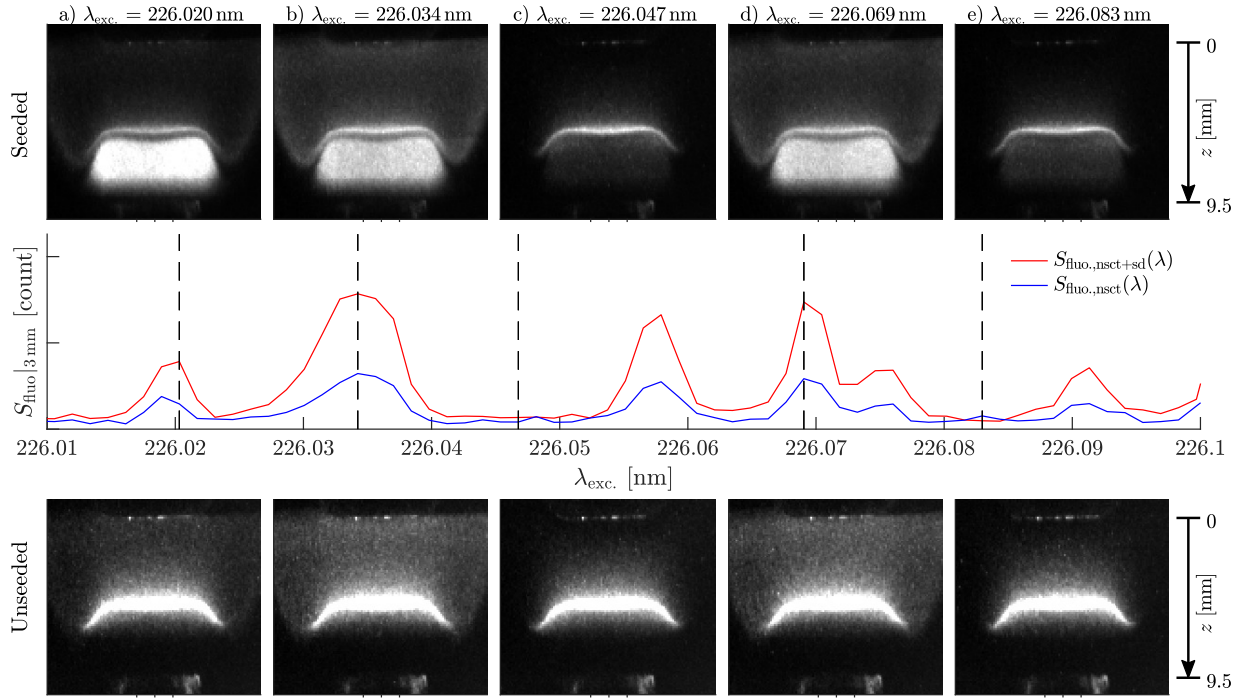 a) λexc. = 226.020 nm
b) λexc. = 226.034 nm
c) λexc. = 226.047 nm
d) λexc. = 226.069 nm
e) λexc. = 226.083 nm
Seeded
0
z [mm]
9.5
Sfluo|3 mm [count]
Sfluo.,nsct+sd(λ)
Sfluo.,nsct(λ)
226.01 226.02 226.03 226.04 226.05 226.06 226.07 226.08 226.09 226.1
λexc. [nm]
Unseeded
0
z [mm]
9.5